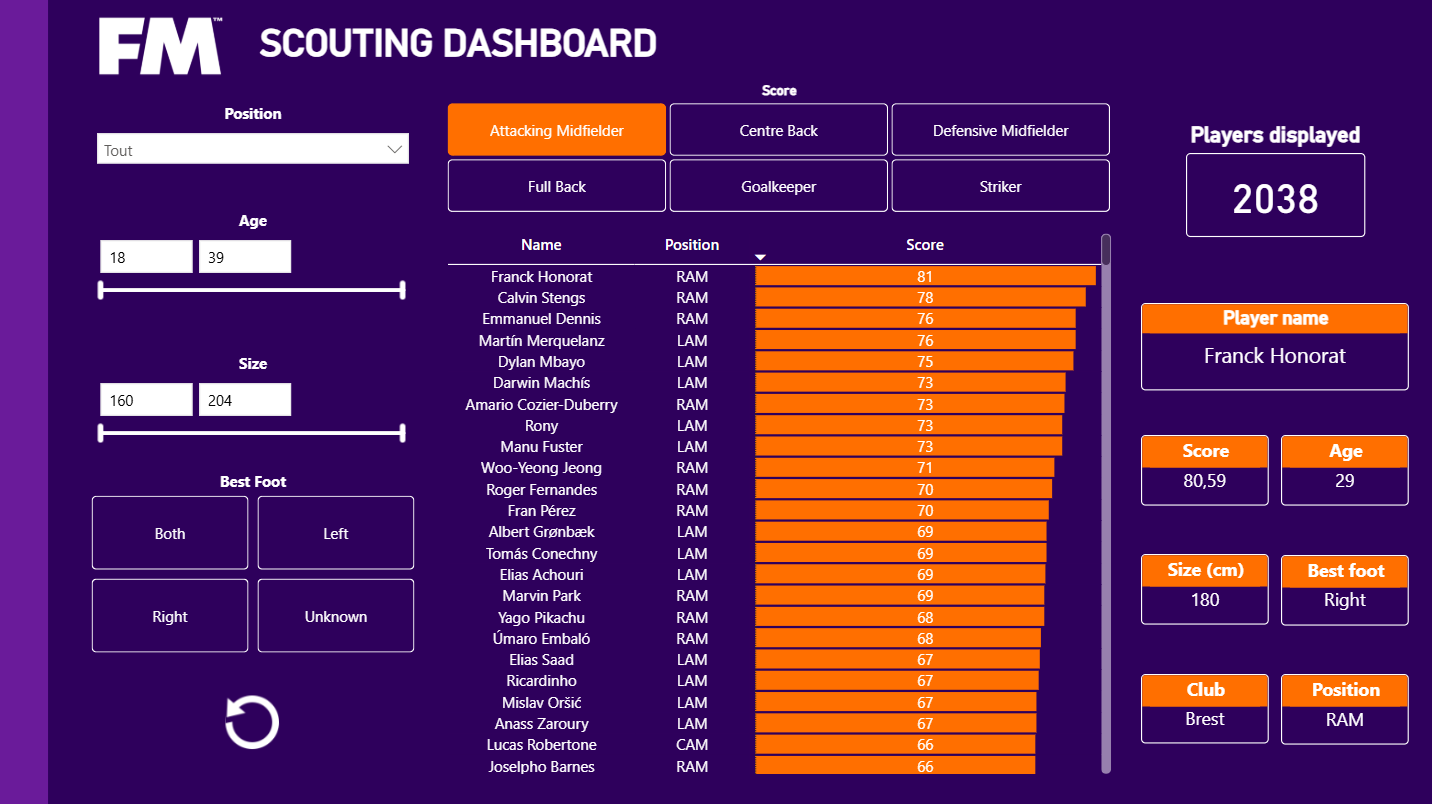 FM™ SCOUTING DASHBOARD
Position
Tout
Age
18 39
Size
160 204
Best Foot
Both Left
Right Unknown
Score
Attacking Midfielder Centre Back Defensive Midfielder
Full Back Goalkeeper Striker
Name Position Score
Franck Honorat RAM 81
Calvin Stengs RAM 78
Emmanuel Dennis RAM 76
Martín Merquelanz LAM 76
Dylan Mbayo LAM 75
Darwin Machís LAM 73
Amario Cozier-Duberry RAM 73
Rony LAM 73
Manu Fuster LAM 73
Woo-Yeong Jeong RAM 71
Roger Fernandes RAM 70
Fran Pérez RAM 70
Albert Grønbæk LAM 69
Tomás Conechny LAM 69
Elias Achouri LAM 69
Marvin Park RAM 69
Yago Pikachu RAM 68
Úmaro Embaló RAM 68
Elias Saad LAM 67
Ricardinho LAM 67
Mislav Oršić LAM 67
Anass Zaroury LAM 67
Lucas Robertone CAM 66
Joselpho Barnes RAM 66
Players displayed
2038
Player name
Franck Honorat
Score Age
80,59 29
Size (cm) Best foot
180 Right
Club Position
Brest RAM